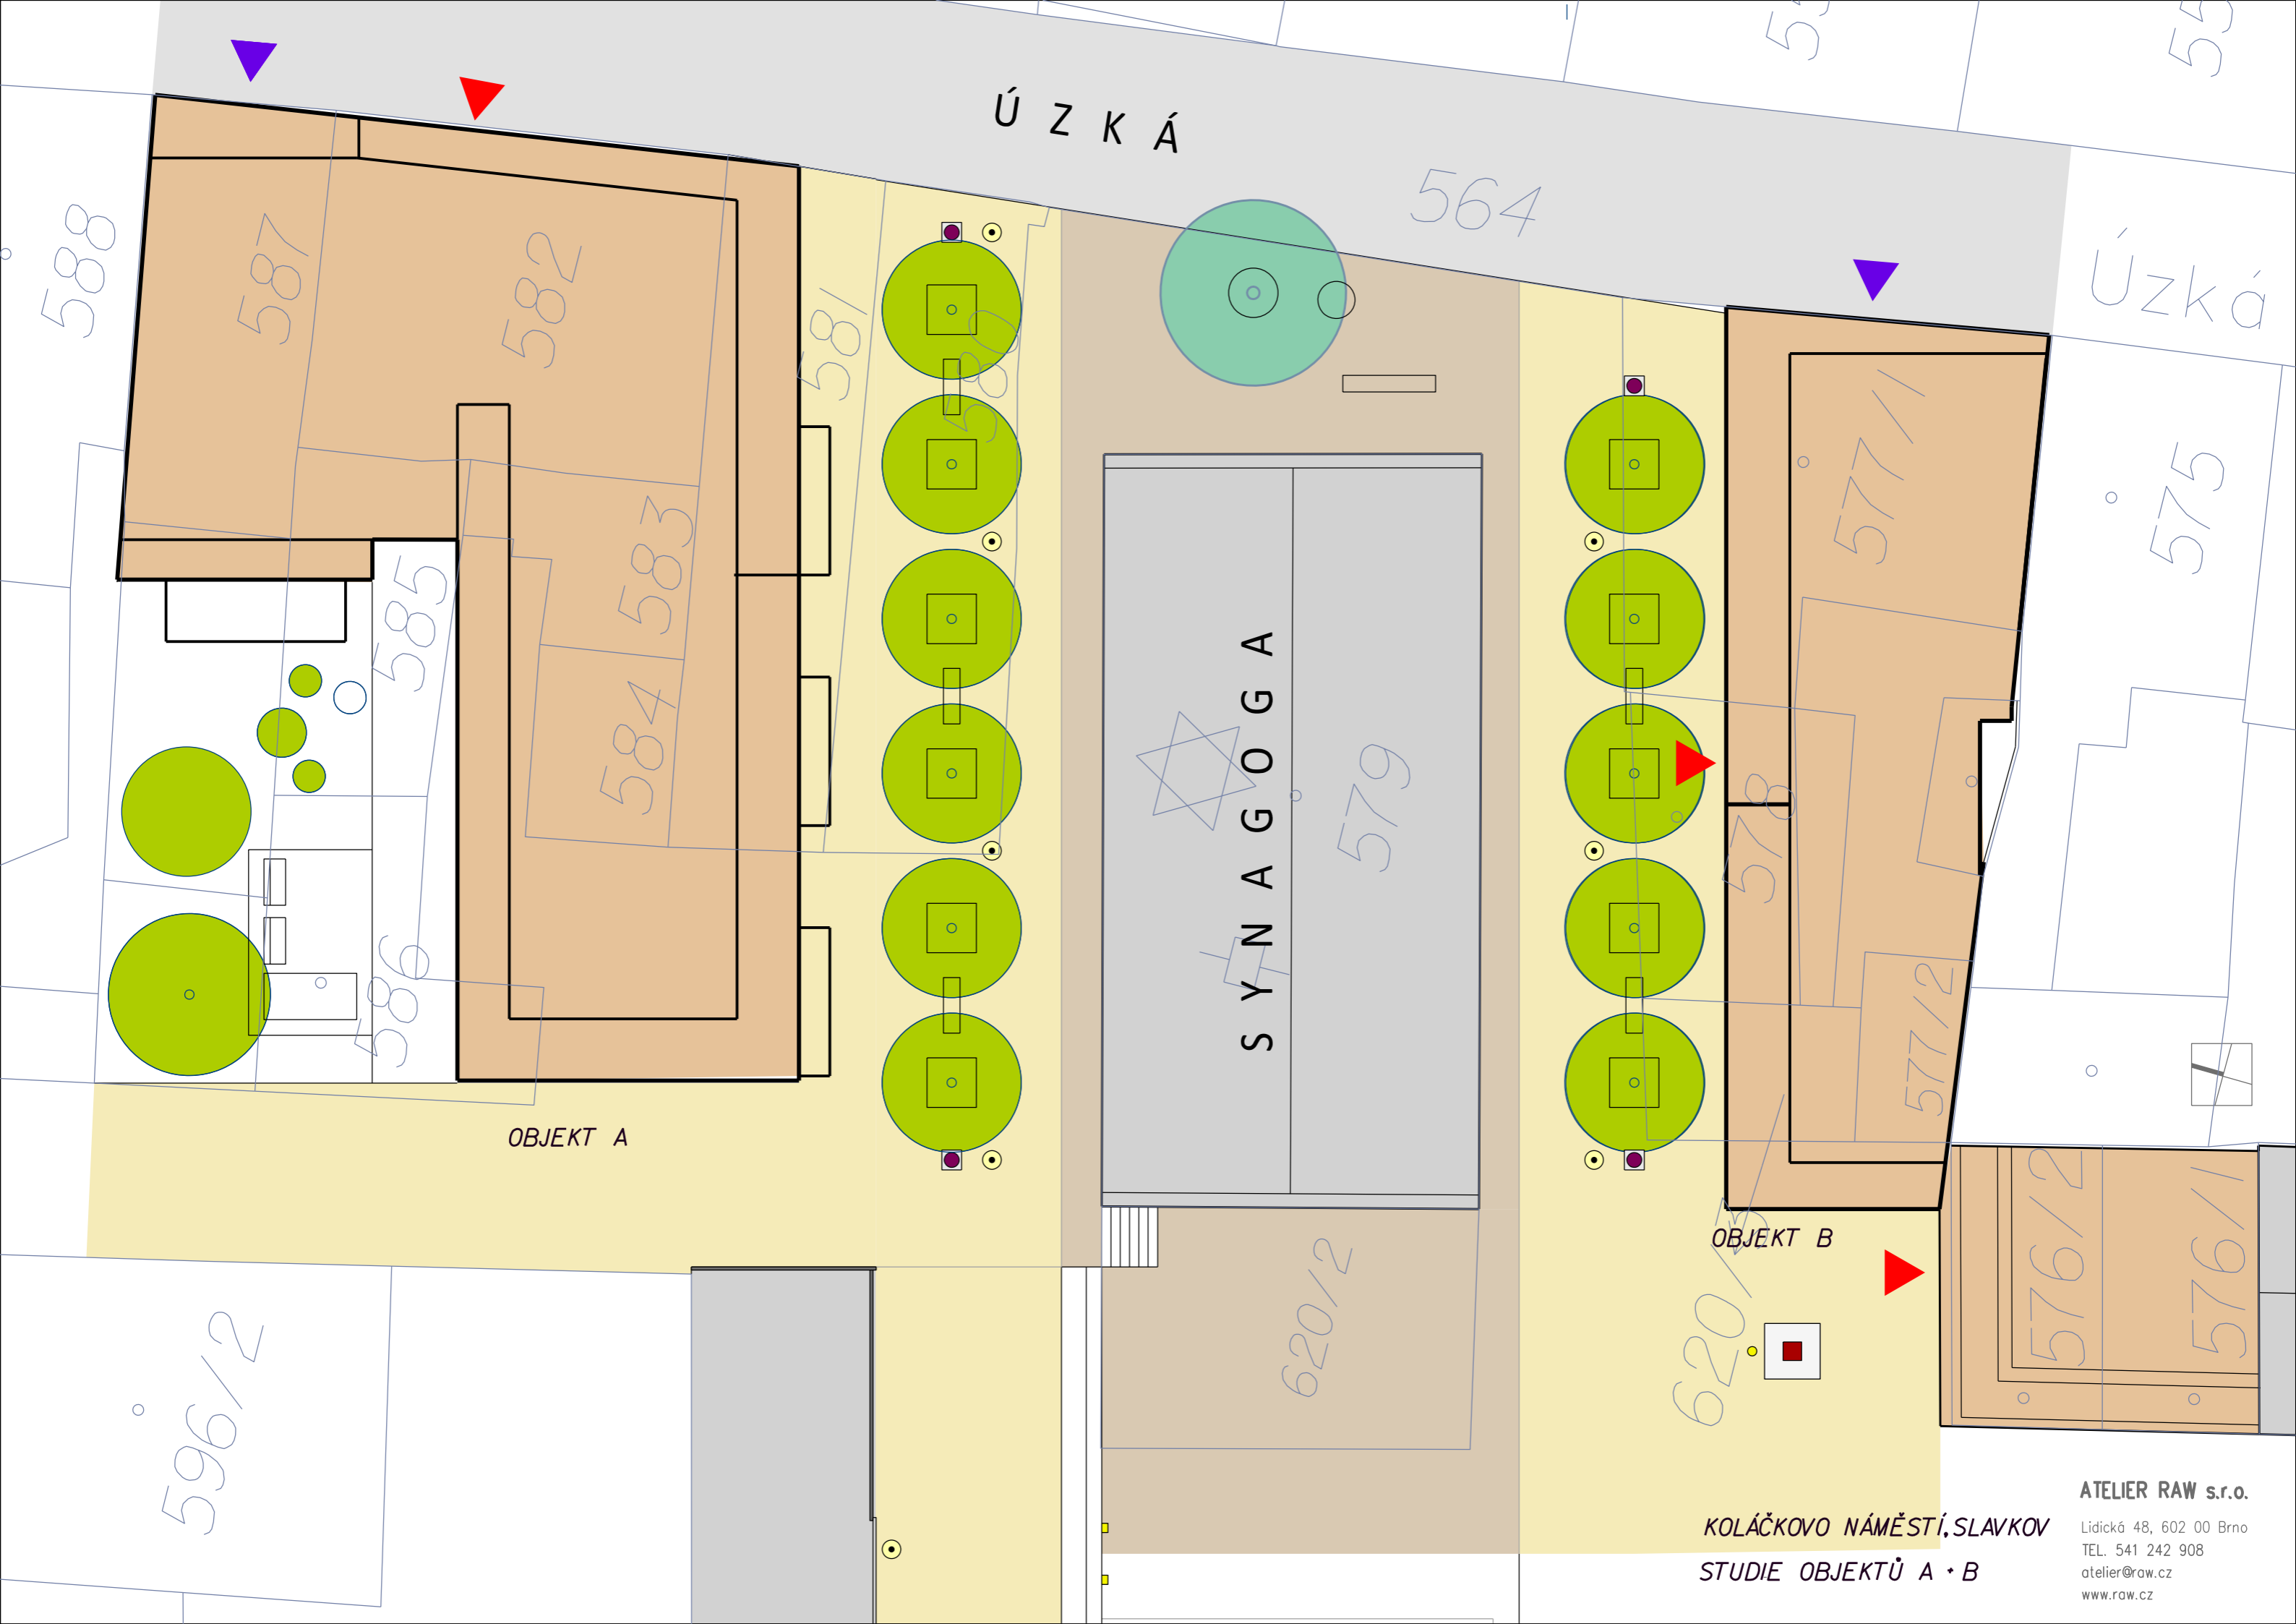 ÚZKÁ
564
Úzká
588
587
582
581
580
577/1
575
583
585
584
SYNAGOGA
579
578
586
577/2
OBJEKT A
OBJEKT B
576/2
576/1
620/2
596/2
KOLÁČKOVO NÁMĚSTÍ,SLAVKOV
STUDIE OBJEKTŮ A + B
ATELIER RAW s.r.o.
Lidická 48, 602 00 Brno
TEL. 541 242 908
atelier@raw.cz
www.raw.cz